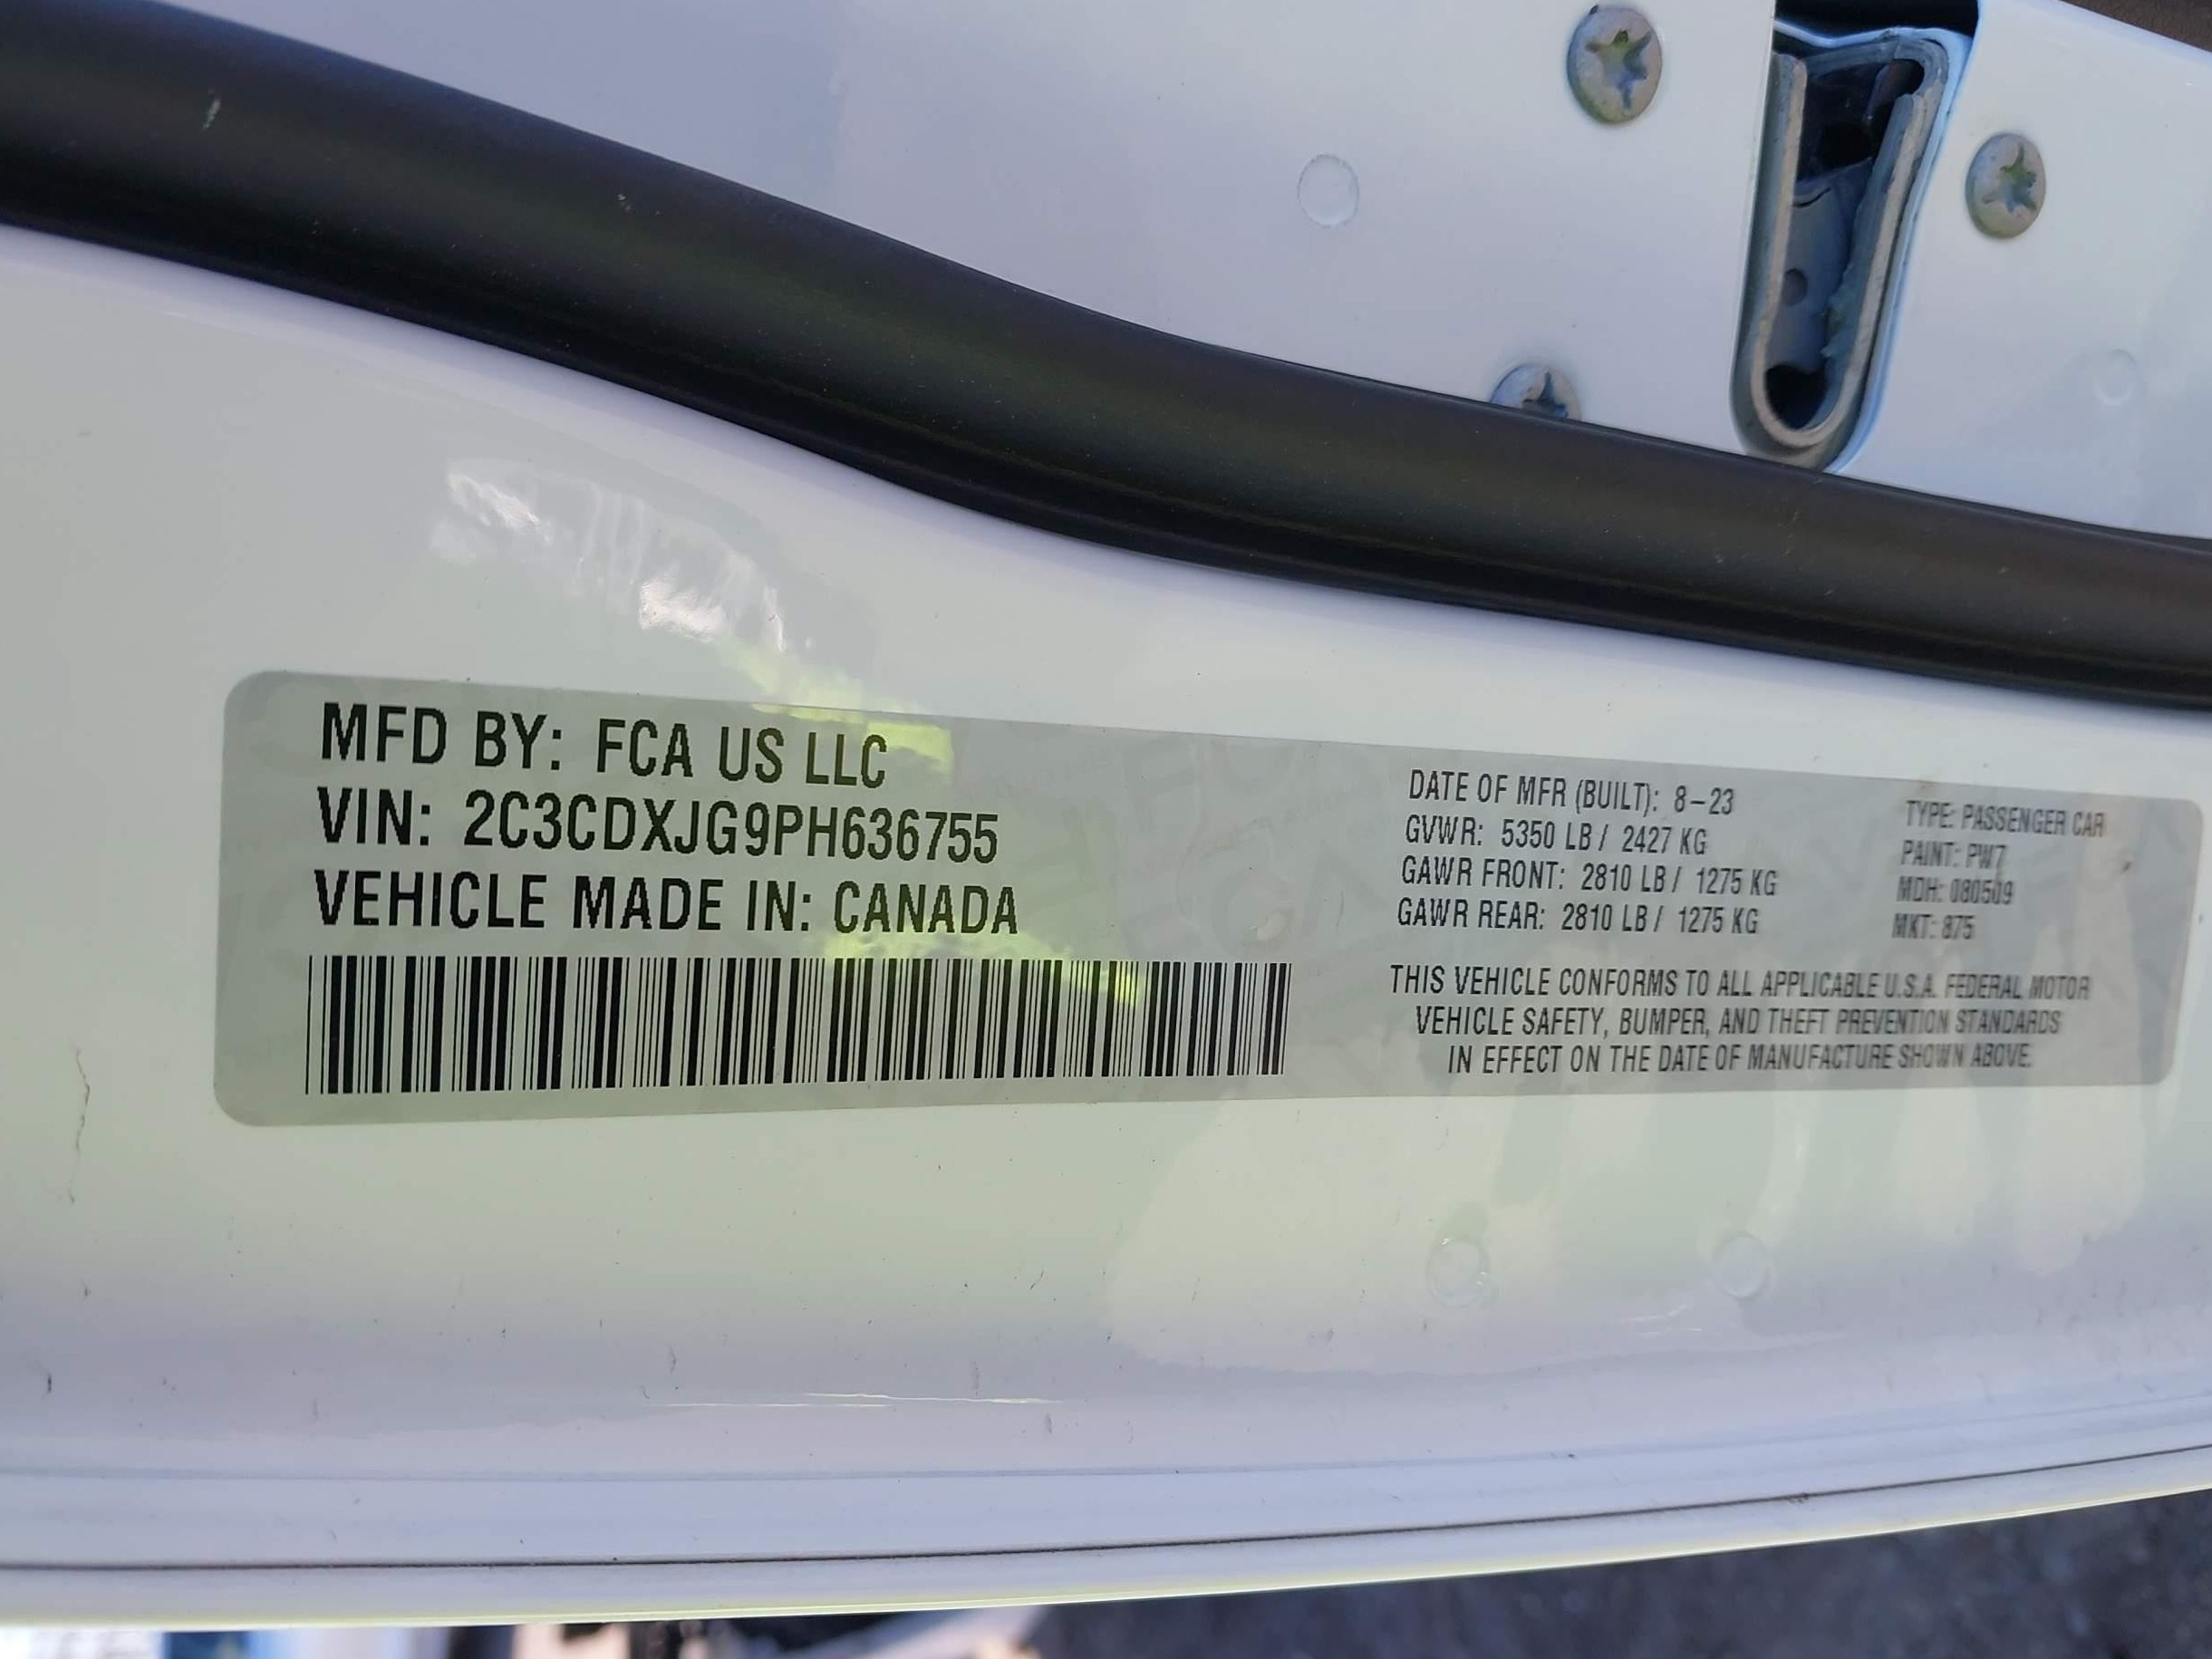 MFD BY: FCA US LLC
VIN: 2C3CDXJG9PH636755
VEHICLE MADE IN: CANADA
DATE OF MFR (BUILT): 8-23
GVWR: 5350 LB / 2427 KG
GAWR FRONT: 2810 LB / 1275 KG
GAWR REAR: 2810 LB / 1275 KG
TYPE: PASSENGER CAR
PAINT: PW7
MDH: 080509
MKT: 875
THIS VEHICLE CONFORMS TO ALL APPLICABLE U.S.A. FEDERAL MOTOR
VEHICLE SAFETY, BUMPER, AND THEFT PREVENTION STANDARDS
IN EFFECT ON THE DATE OF MANUFACTURE SHOWN ABOVE.